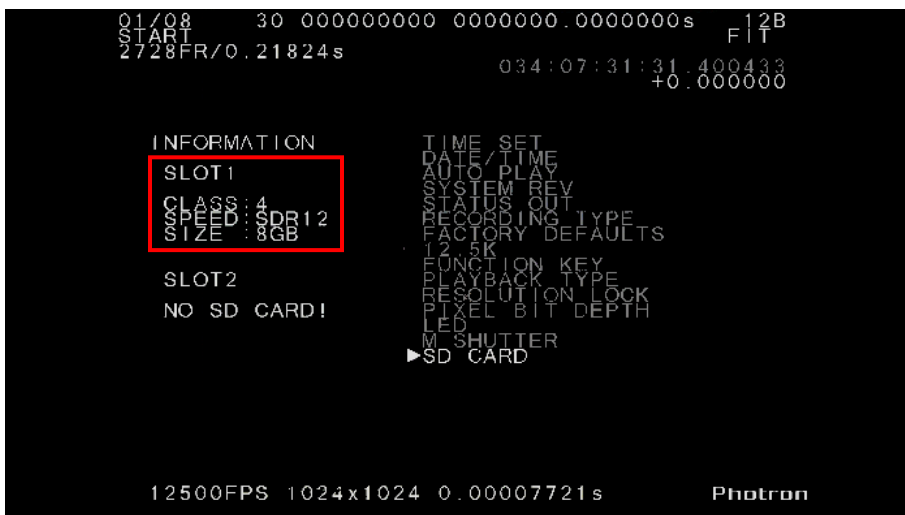 01/08 30 000000000 0000000.0000000s 12B
START FIT
2728FR/0.21824s
034:07:31:31.400433
+0.000000
INFORMATION
SLOT1
CLASS:4
SPEED:SDR12
SIZE :8GB
SLOT2
NO SD CARD!
TIME SET
DATE/TIME
AUTO PLAY
SYSTEM REV
STATUS OUT
RECORDING TYPE
FACTORY DEFAULTS
12.5K
FUNCTION KEY
PLAYBACK TYPE
RESOLUTION LOCK
PIXEL BIT DEPTH
LED
M SHUTTER
▶SD CARD
12500FPS 1024x1024 0.00007721s Photron